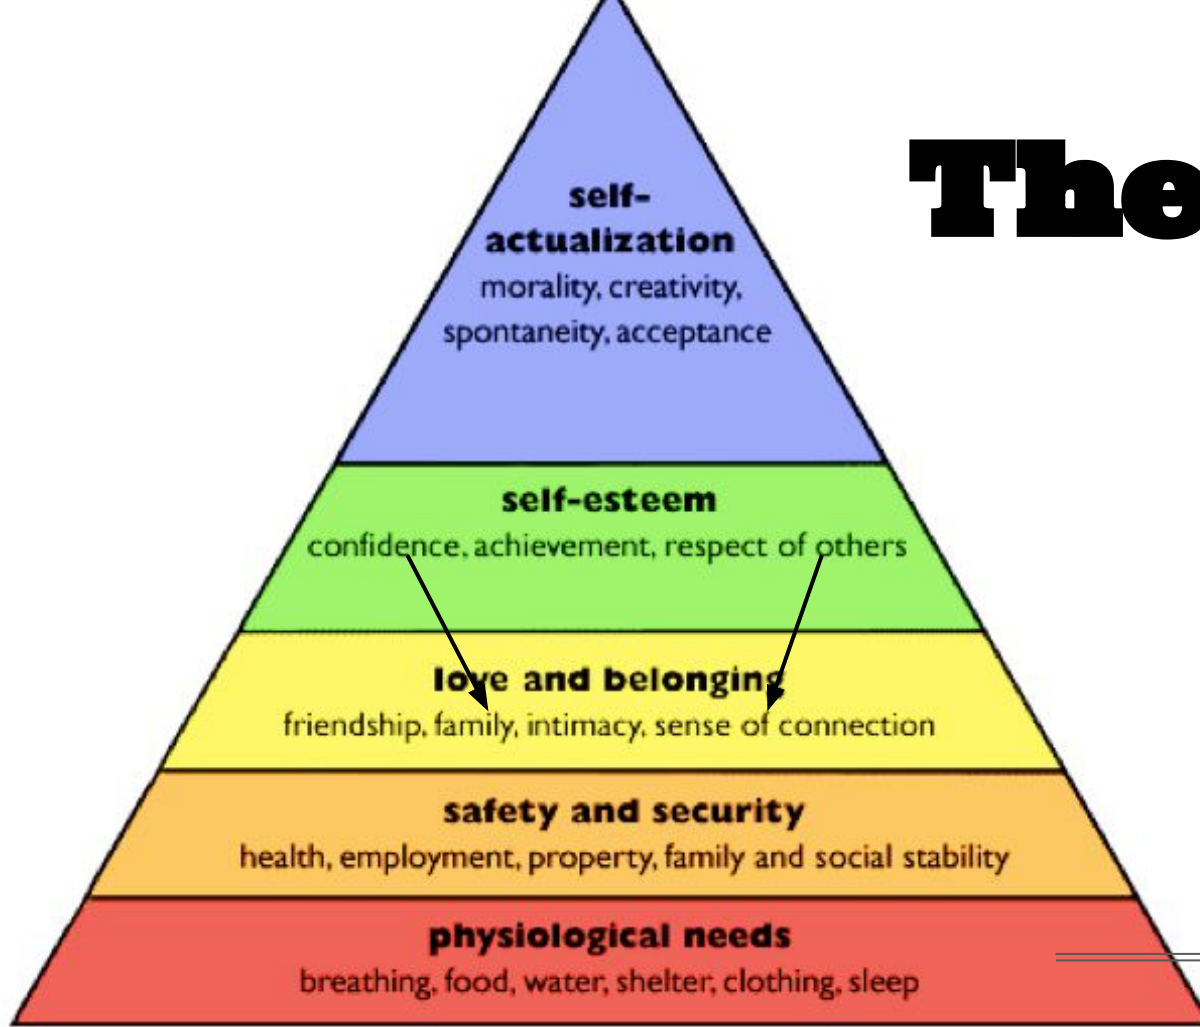 The
self-
actualization
morality, creativity,
spontaneity, acceptance
self-esteem
confidence, achievement, respect of others
love and belonging
friendship, family, intimacy, sense of connection
safety and security
health, employment, property, family and social stability
physiological needs
breathing, food, water, shelter, clothing, sleep